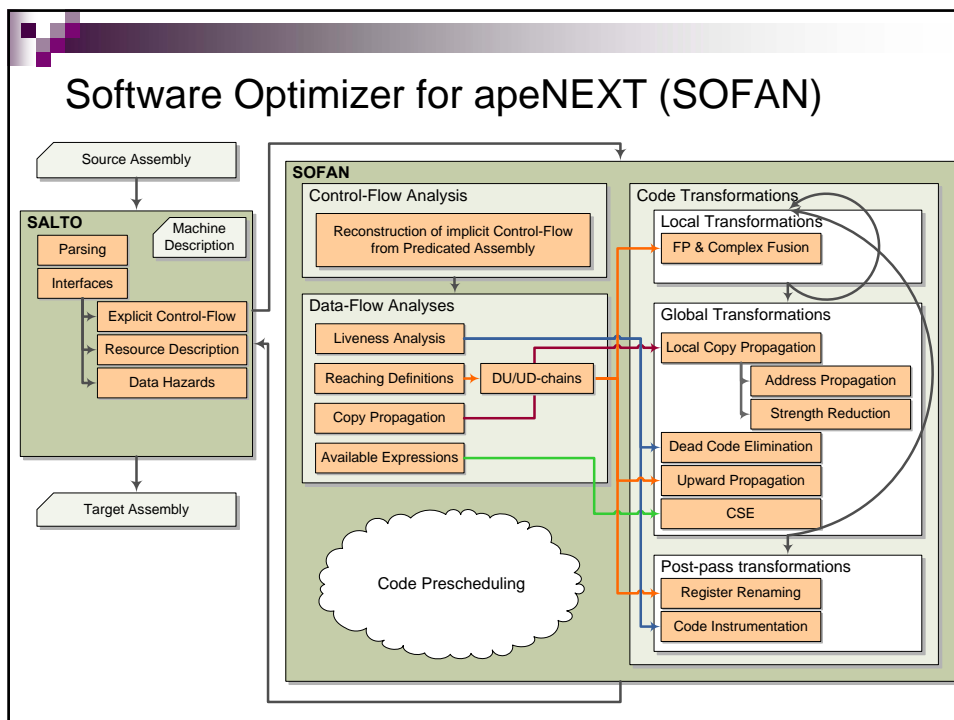 Software Optimizer for apeNEXT (SOFAN)
Source Assembly
SALTO
Machine
Description
Parsing
Interfaces
Explicit Control-Flow
Resource Description
Data Hazards
Target Assembly
SOFAN
Control-Flow Analysis
Reconstruction of implicit Control-Flow
from Predicated Assembly
Data-Flow Analyses
Liveness Analysis
Reaching Definitions
DU/UD-chains
Copy Propagation
Available Expressions
Code Prescheduling
Code Transformations
Local Transformations
FP & Complex Fusion
Global Transformations
Local Copy Propagation
Address Propagation
Strength Reduction
Dead Code Elimination
Upward Propagation
CSE
Post-pass transformations
Register Renaming
Code Instrumentation